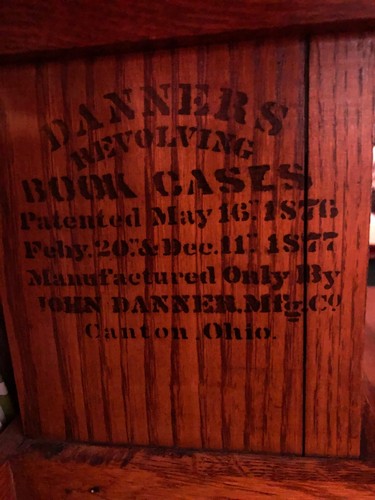 DANNERS
REVOLVING
BOOK CASES
Patented May 16th 1876
Feby. 20th & Dec. 11th 1877
Manufactured Only By
JOHN DANNER. Mfg. Co
Canton, Ohio.